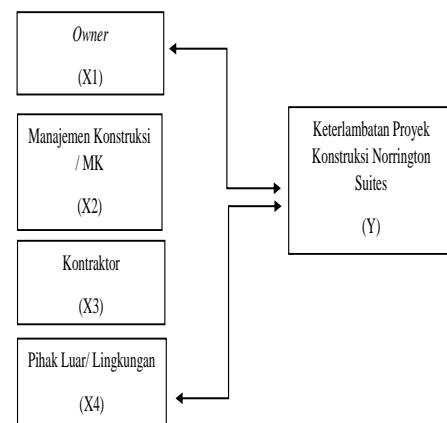 Owner
(X1)
Manajemen Konstruksi
/ MK
(X2)
Kontraktor
(X3)
Pihak Luar/ Lingkungan
(X4)
Keterlambatan Proyek
Konstruksi Norrington
Suites
(Y)